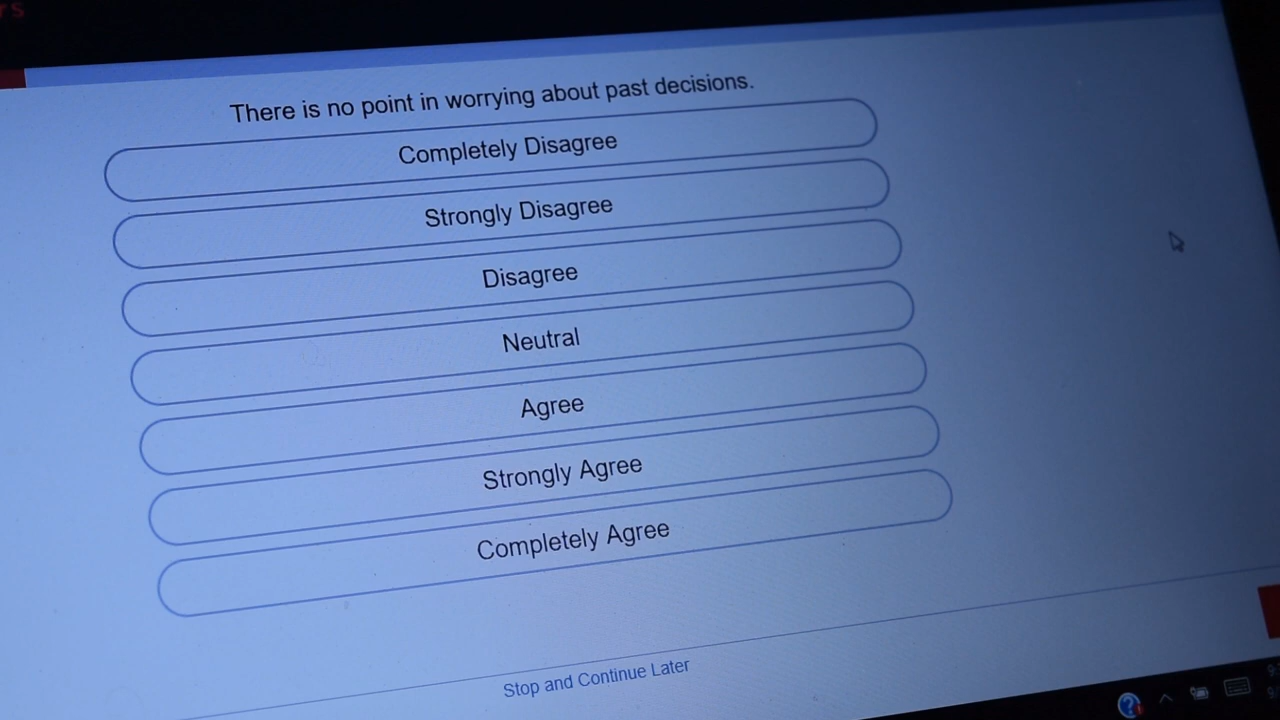 rs
There is no point in worrying about past decisions.
Completely Disagree
Strongly Disagree
Disagree
Neutral
Agree
Strongly Agree
Completely Agree
Stop and Continue Later